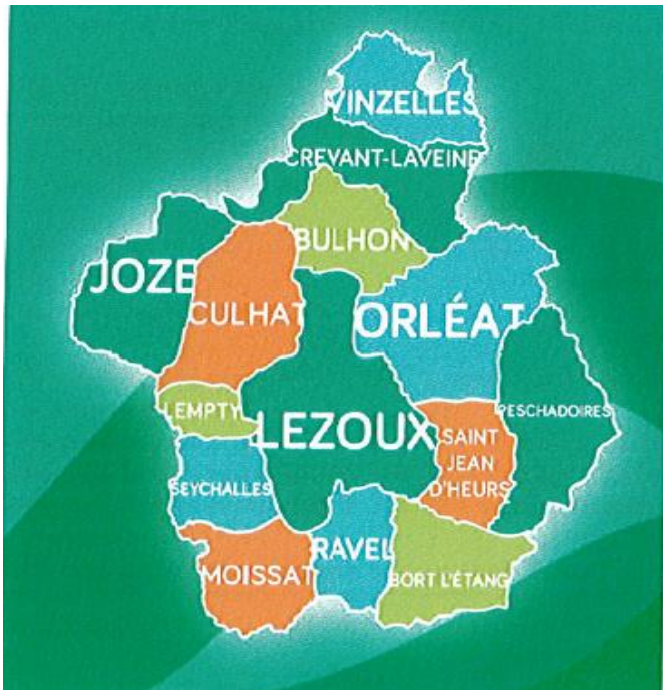 VINZELLES
CREVANT-LAVEINE
BULHON
JOZE
CULHAT
ORLÉAT
LEMPTY
LEZOUX
PESCHADOIRES
SAINT
JEAN
D'HEURS
SEYCHALLES
RAVEL
MOISSAT
BORT L'ÉTANG